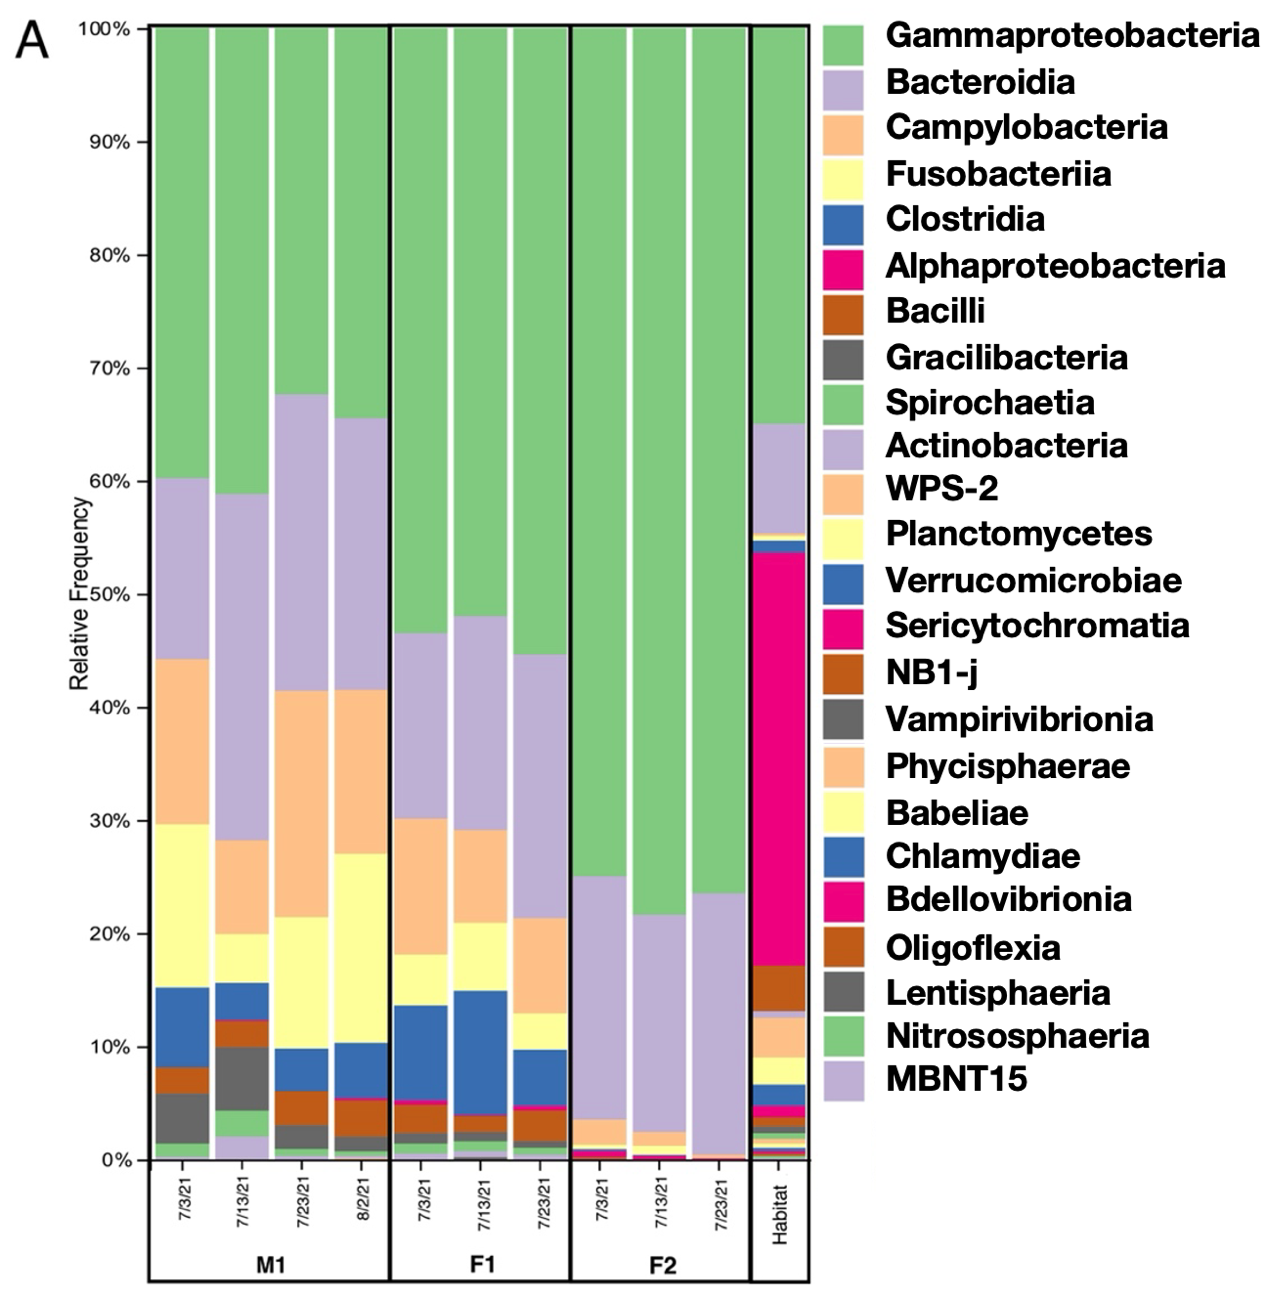 A
100%
90%
80%
70%
60%
50%
40%
30%
20%
10%
0%
Relative Frequency
7/3/21
7/13/21
7/23/21
8/2/21
7/3/21
7/13/21
7/23/21
7/3/21
7/13/21
7/23/21
Habitat
M1
F1
F2
Gammaproteobacteria
Bacteroidia
Campylobacteria
Fusobacteriia
Clostridia
Alphaproteobacteria
Bacilli
Gracilibacteria
Spirochaetia
Actinobacteria
WPS-2
Planctomycetes
Verrucomicrobiae
Sericytochromatia
NB1-j
Vampirivibrionia
Phycisphaerae
Babeliae
Chlamydiae
Bdellovibrionia
Oligoflexia
Lentisphaeria
Nitrososphaeria
MBNT15